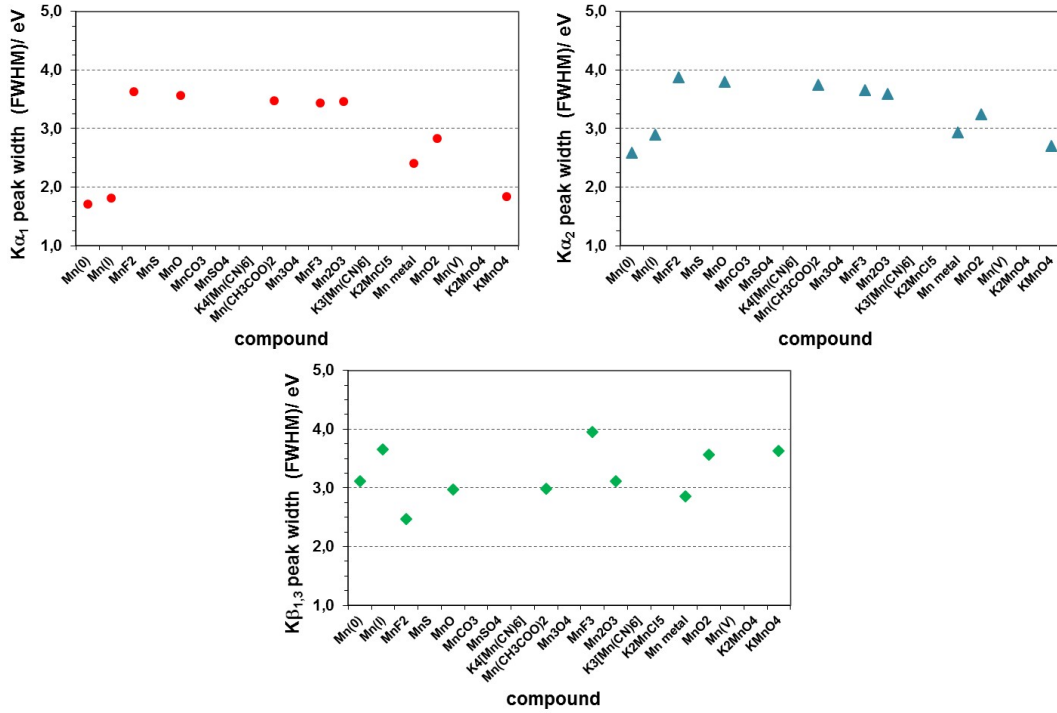 5,0
4,0
3,0
2,0
1,0
Kα1 peak width (FWHM)/ eV
Mn(0)
Mn(I)
MnF2
MnS
MnO
MnCO3
MnSO4
K4[Mn(CN)6]
Mn(CH3COO)2
Mn3O4
MnF3
Mn2O3
K3[Mn(CN)6]
K2MnCl5
Mn metal
MnO2
Mn(V)
K2MnO4
KMnO4
compound
5,0
4,0
3,0
2,0
1,0
Kα2 peak width (FWHM)/ eV
Mn(0)
Mn(I)
MnF2
MnS
MnO
MnCO3
MnSO4
K4[Mn(CN)6]
Mn(CH3COO)2
Mn3O4
MnF3
Mn2O3
K3[Mn(CN)6]
K2MnCl5
Mn metal
MnO2
Mn(V)
K2MnO4
KMnO4
compound
5,0
4,0
3,0
2,0
1,0
Kβ1,3 peak width (FWHM)/ eV
Mn(0)
Mn(I)
MnF2
MnS
MnO
MnCO3
MnSO4
K4[Mn(CN)6]
Mn(CH3COO)2
Mn3O4
MnF3
Mn2O3
K3[Mn(CN)6]
K2MnCl5
Mn metal
MnO2
Mn(V)
K2MnO4
KMnO4
compound